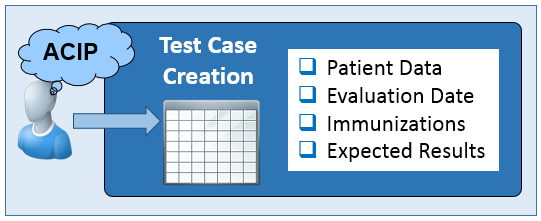 ACIP
Test Case
Creation
Patient Data
Evaluation Date
Immunizations
Expected Results